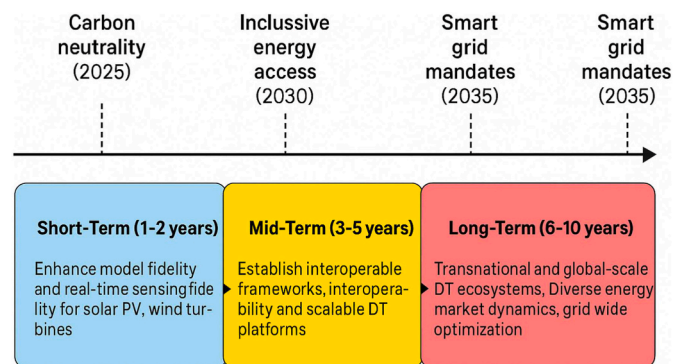 Carbon
neutrality
(2025)
Inclussive
energy
access
(2030)
Smart
grid
mandates
(2035)
Smart
grid
mandates
(2035)
Short-Term (1-2 years)
Enhance model fidelity
and real-time sensing fide
lity for solar PV, wind tur-
bines
Mid-Term (3-5 years)
Establish interoperable
frameworks, interopera-
bility and scalable DT
platforms
Long-Term (6-10 years)
Transnational and global-scale
DT ecosystems, Diverse energy
market dynamics, grid wide
optimization